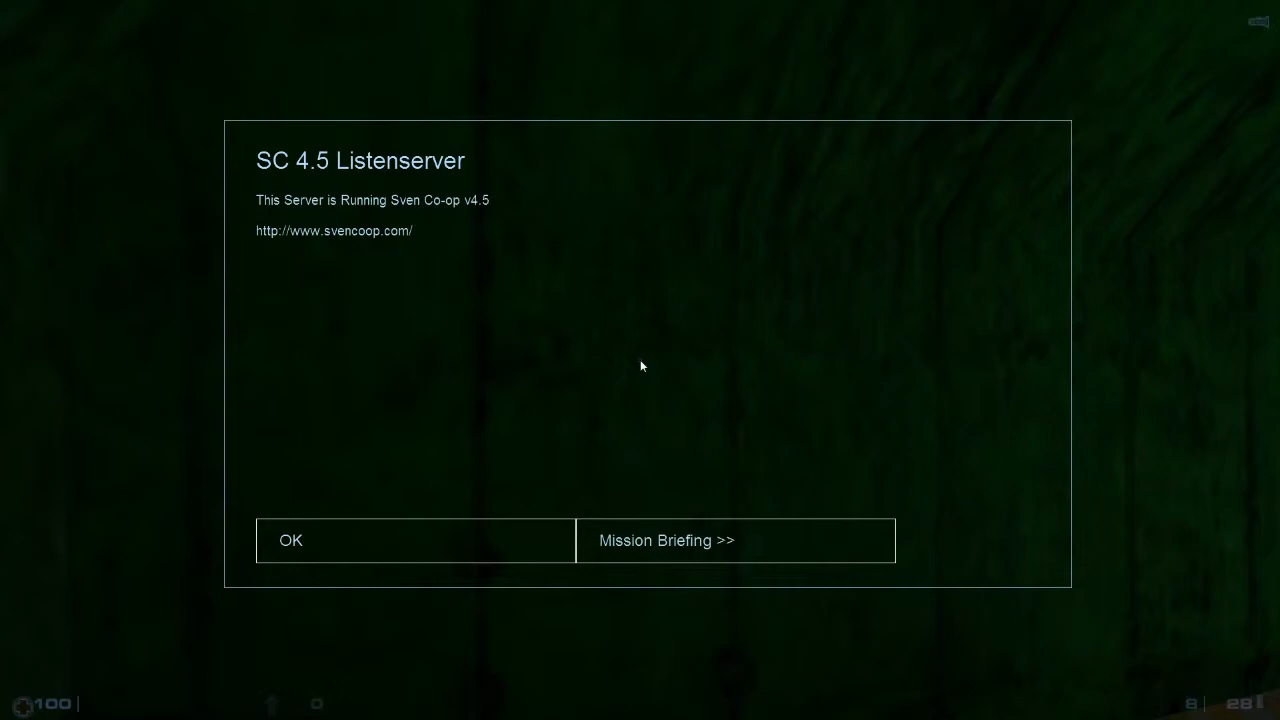 SC 4.5 Listenserver
This Server is Running Sven Co-op v4.5
http://www.svencoop.com/
OK
Mission Briefing >>
100 0 8 28